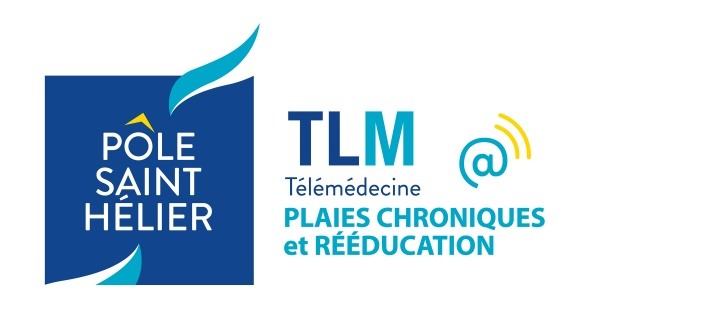 PÔLE
SAINT
HÉLIER
TLM
@
Télémédecine
PLAIES CHRONIQUES
et RÉÉDUCATION